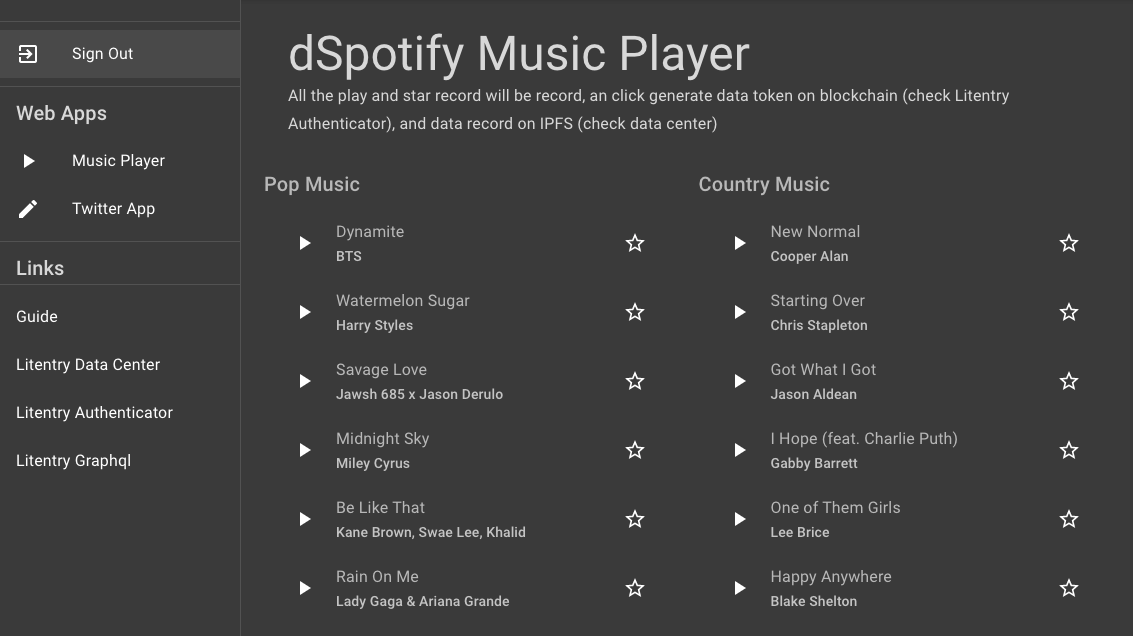 Sign Out
Web Apps
Music Player
Twitter App
Links
Guide
Litentry Data Center
Litentry Authenticator
Litentry Graphql
dSpotify Music Player
All the play and star record will be record, an click generate data token on blockchain (check Litentry
Authenticator), and data record on IPFS (check data center)
Pop Music
Dynamite
BTS
Watermelon Sugar
Harry Styles
Savage Love
Jawsh 685 x Jason Derulo
Midnight Sky
Miley Cyrus
Be Like That
Kane Brown, Swae Lee, Khalid
Rain On Me
Lady Gaga & Ariana Grande
Country Music
New Normal
Cooper Alan
Starting Over
Chris Stapleton
Got What I Got
Jason Aldean
I Hope (feat. Charlie Puth)
Gabby Barrett
One of Them Girls
Lee Brice
Happy Anywhere
Blake Shelton